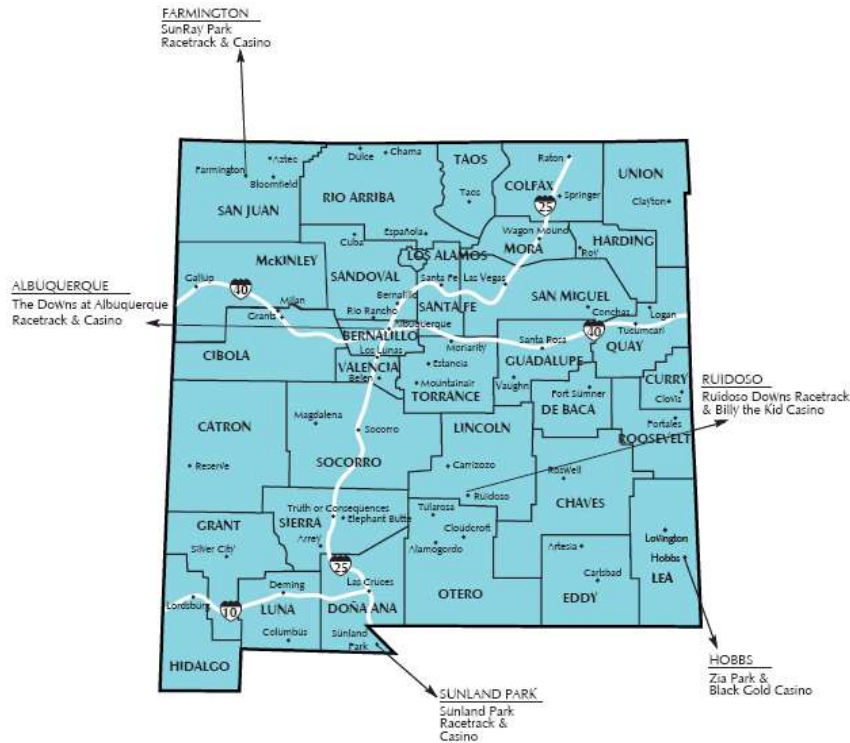 FARMINGTON
SunRay Park
Racetrack & Casino
Dulce
Chama
TAOS
Raton
Aztec
Farmington
Bloomfield
COLFAX
UNION
RIO ARRIBA
Taos
Springer
Clayton
SAN JUAN
25
Española
Wagon Mound
Cuba
MORA
HARDING
Roy
McKINLEY
LOS ALAMOS
SANDOVAL
Santa Fe
Las Vegas
Gallup
40
ALBUQUERQUE
The Downs at Albuquerque
Racetrack & Casino
Milan
Bernalillo
SANTA FE
SAN MIGUEL
Conchas
Logan
Grants
Rio Rancho
Albuquerque
40
Tucumcari
BERNALILLO
Moriarity
Santa Rosa
QUAY
CIBOLA
Los Lunas
GUADALUPE
VALENCIA
Estancia
Belen
Mountainair
Vaughn
CURRY
TORRANCE
Fort Sumner
Clovis
DE BACA
RUIDOSO
Ruidoso Downs Racetrack
& Billy the Kid Casino
Magdalena
LINCOLN
Portales
CATRON
Socorro
ROOSEVELT
Reserve
SOCORRO
Carrizozo
Roswell
Ruidoso
CHAVES
Truth or Consequences
Tularosa
GRANT
SIERRA
Elephant Butte
Cloudcroft
Lovington
Silver City
Arrey
Alamogordo
Artesia
Hobbs
25
LEA
Las Cruces
Carlsbad
Deming
Lordsburg
10
LUNA
DOÑA ANA
OTERO
EDDY
Columbus
Sunland
Park
HIDALGO
HOBBS
Zia Park &
Black Gold Casino
SUNLAND PARK
Sunland Park
Racetrack &
Casino